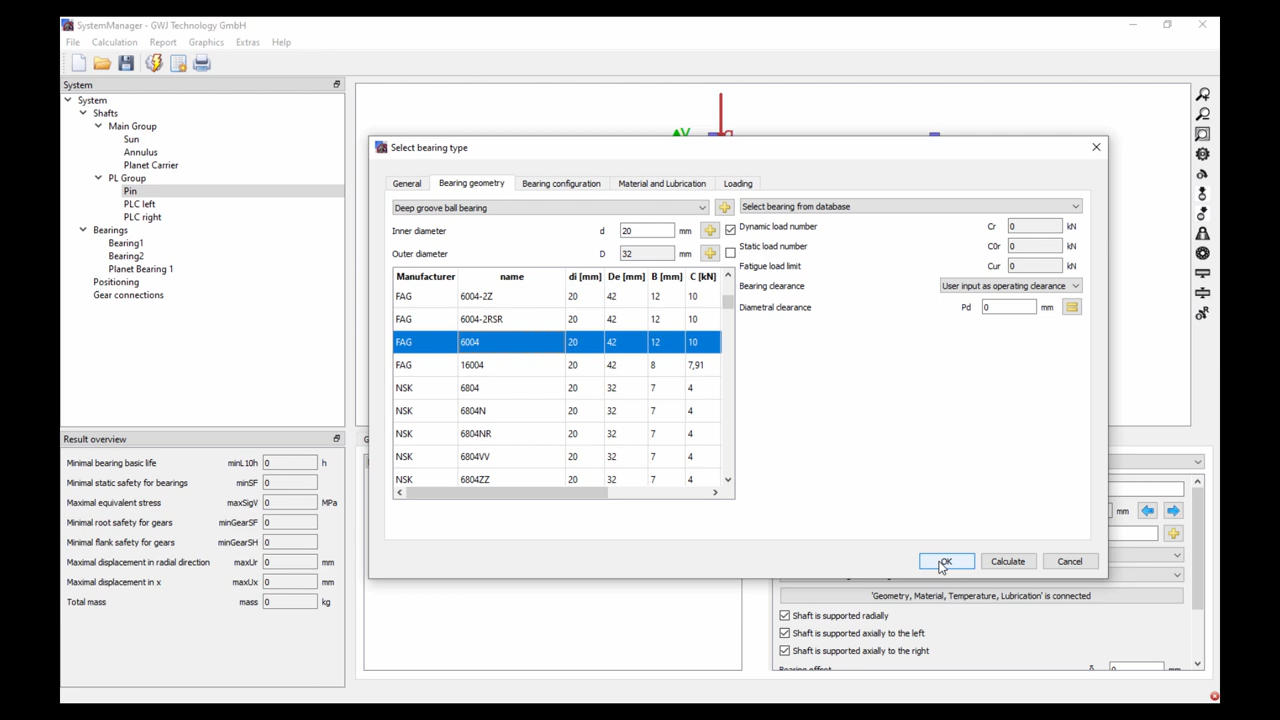 SystemManager - GWJ Technology GmbH
File Calculation Report Graphics Extras Help
System
System
Shafts
Main Group
Sun
Annulus
Planet Carrier
PL Group
Pin
PLC left
PLC right
Bearings
Bearing1
Bearing2
Planet Bearing 1
Positioning
Gear connections
Result overview
Minimal bearing basic life minL10h 0 h
Minimal static safety for bearings minSF 0
Maximal equivalent stress maxSigV 0 MPa
Minimal root safety for gears minGearSF 0
Minimal flank safety for gears minGearSH 0
Maximal displacement in radial direction maxUr 0 mm
Maximal displacement in x maxUx 0 mm
Total mass mass 0 kg
Select bearing type
General Bearing geometry Bearing configuration Material and Lubrication Loading
Deep groove ball bearing
Inner diameter d 20 mm
Outer diameter D 32 mm
Manufacturer name di [mm] De [mm] B [mm] C [kN]
FAG 6004-2Z 20 42 12 10
FAG 6004-2RSR 20 42 12 10
FAG 6004 20 42 12 10
FAG 16004 20 42 8 7,91
NSK 6804 20 32 7 4
NSK 6804N 20 32 7 4
NSK 6804NR 20 32 7 4
NSK 6804VV 20 32 7 4
NSK 6804ZZ 20 32 7 4
Select bearing from database
Dynamic load number Cr 0 kN
Static load number C0r 0 kN
Fatigue load limit Cur 0 kN
Bearing clearance User input as operating clearance
Diametral clearance Pd 0 mm
OK Calculate Cancel
mm
'Geometry, Material, Temperature, Lubrication' is connected
Shaft is supported radially
Shaft is supported axially to the left
Shaft is supported axially to the right
Bearing offset δ 0 mm